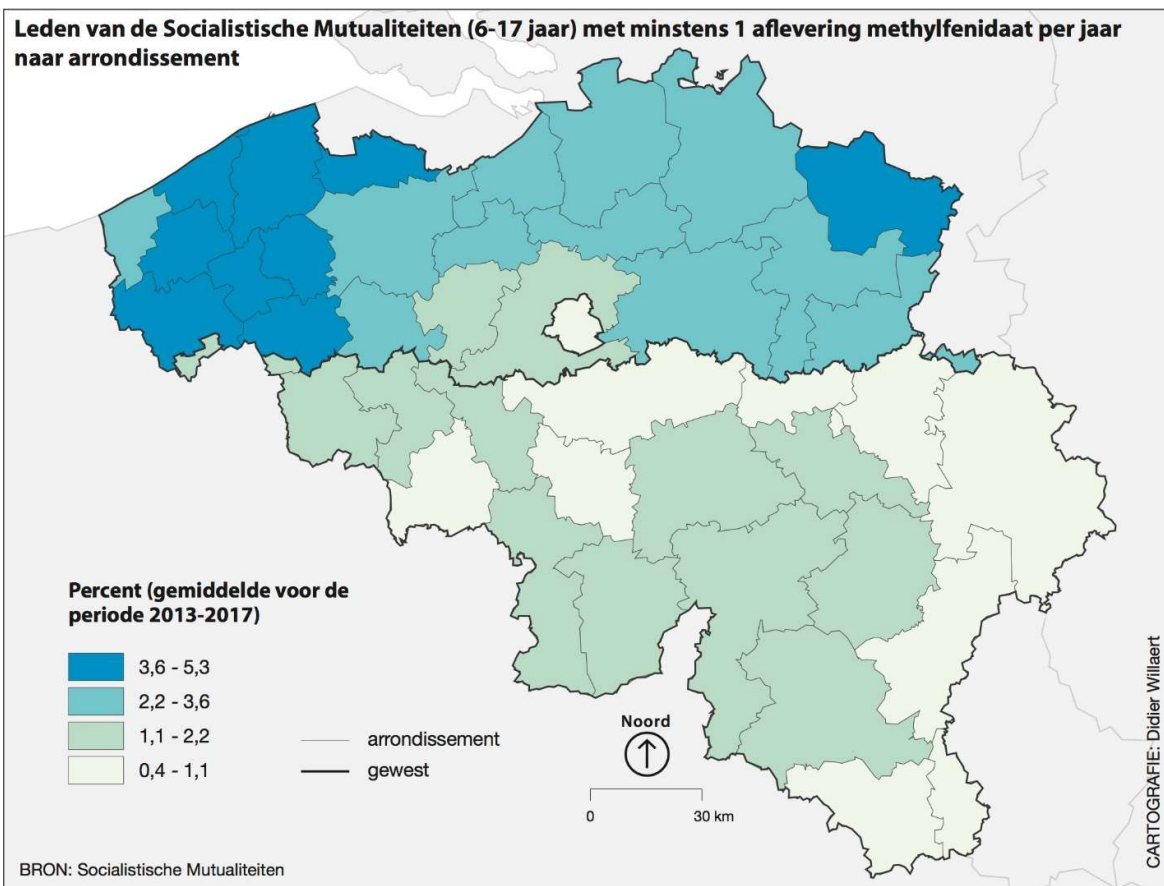 Leden van de Socialistische Mutualiteiten (6-17 jaar) met minstens 1 aflevering methylfenidaat per jaar
naar arrondissement
Percent (gemiddelde voor de
periode 2013-2017)
3,6 - 5,3
2,2 - 3,6
1,1 - 2,2
0,4 - 1,1
arrondissement
gewest
Noord
0 30 km
BRON: Socialistische Mutualiteiten
CARTOGRAFIE: Didier Willaert